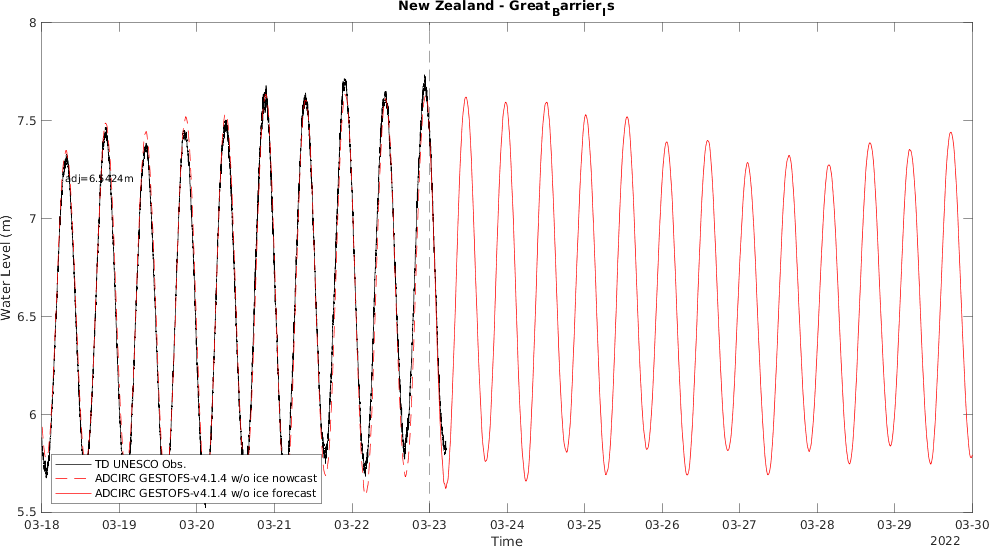 New Zealand - Great_Barrier_Is
8
7.5
7
6.5
6
5.5
Water Level (m)
adj=6.5424m
TD UNESCO Obs.
ADCIRC GESTOFS-v4.1.4 w/o ice nowcast
ADCIRC GESTOFS-v4.1.4 w/o ice forecast
03-18 03-19 03-20 03-21 03-22 03-23 03-24 03-25 03-26 03-27 03-28 03-29 03-30
Time
2022